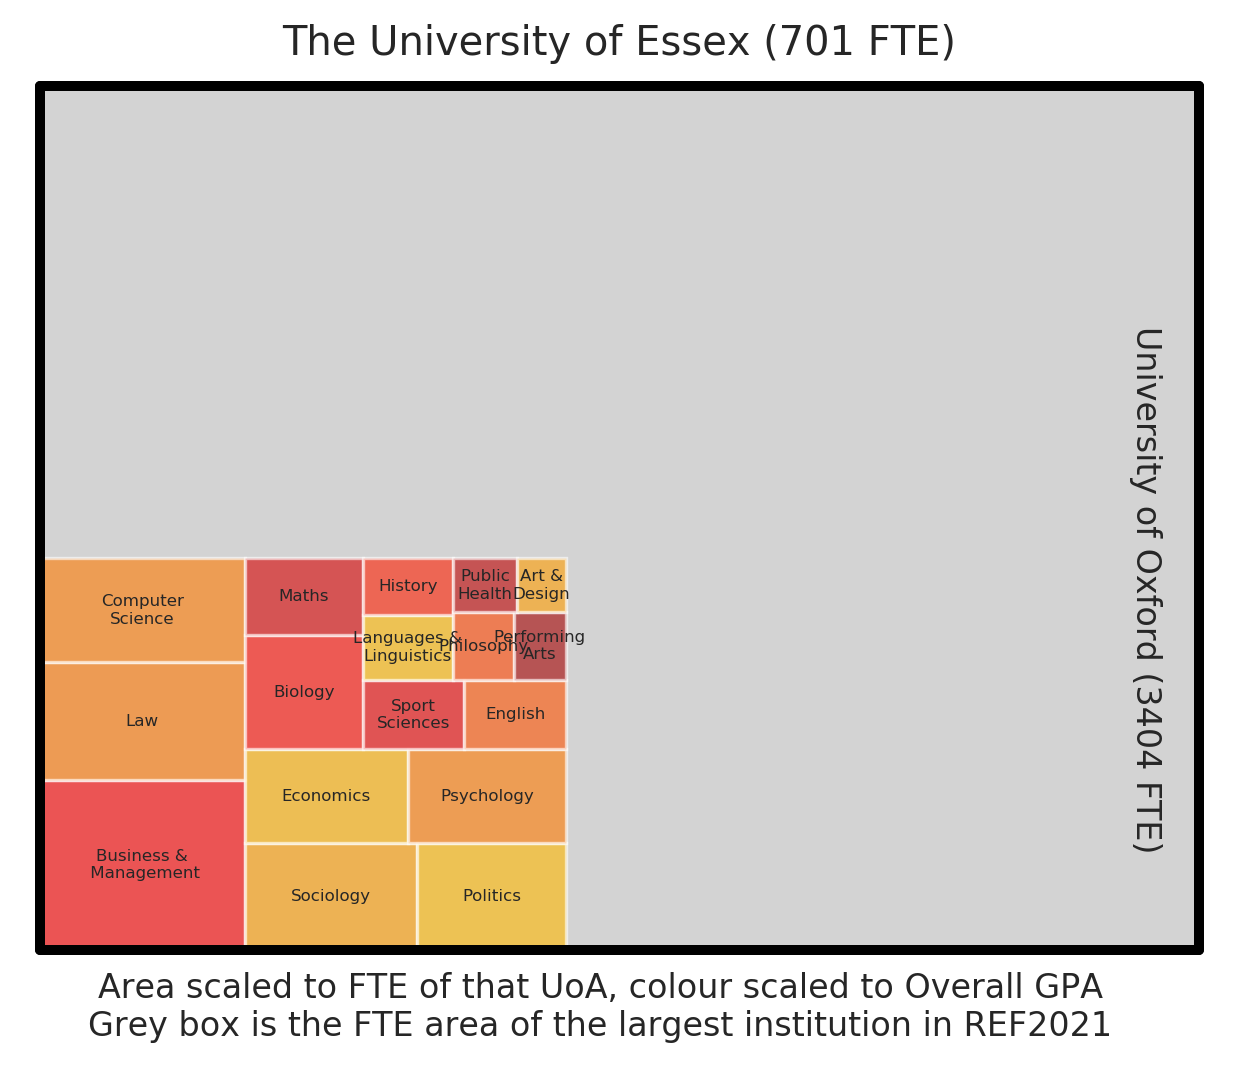 The University of Essex (701 FTE)
Computer
Science
Maths
History
Public
Health
Art &
Design
Languages &
Linguistics
Philosophy
Performing
Arts
Law
Biology
Sport
Sciences
English
Economics
Psychology
Business &
Management
Sociology
Politics
University of Oxford (3404 FTE)
Area scaled to FTE of that UoA, colour scaled to Overall GPA
Grey box is the FTE area of the largest institution in REF2021